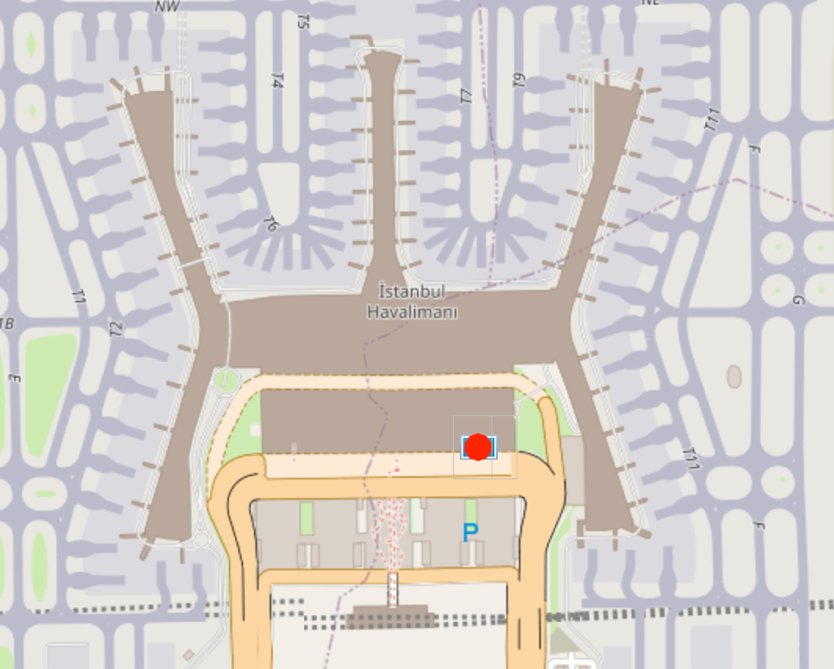 NW
NE
T5
T4
T7
T9
T11
F
T6
İstanbul
Havalimanı
T1
T2
G
E
T11
P
F